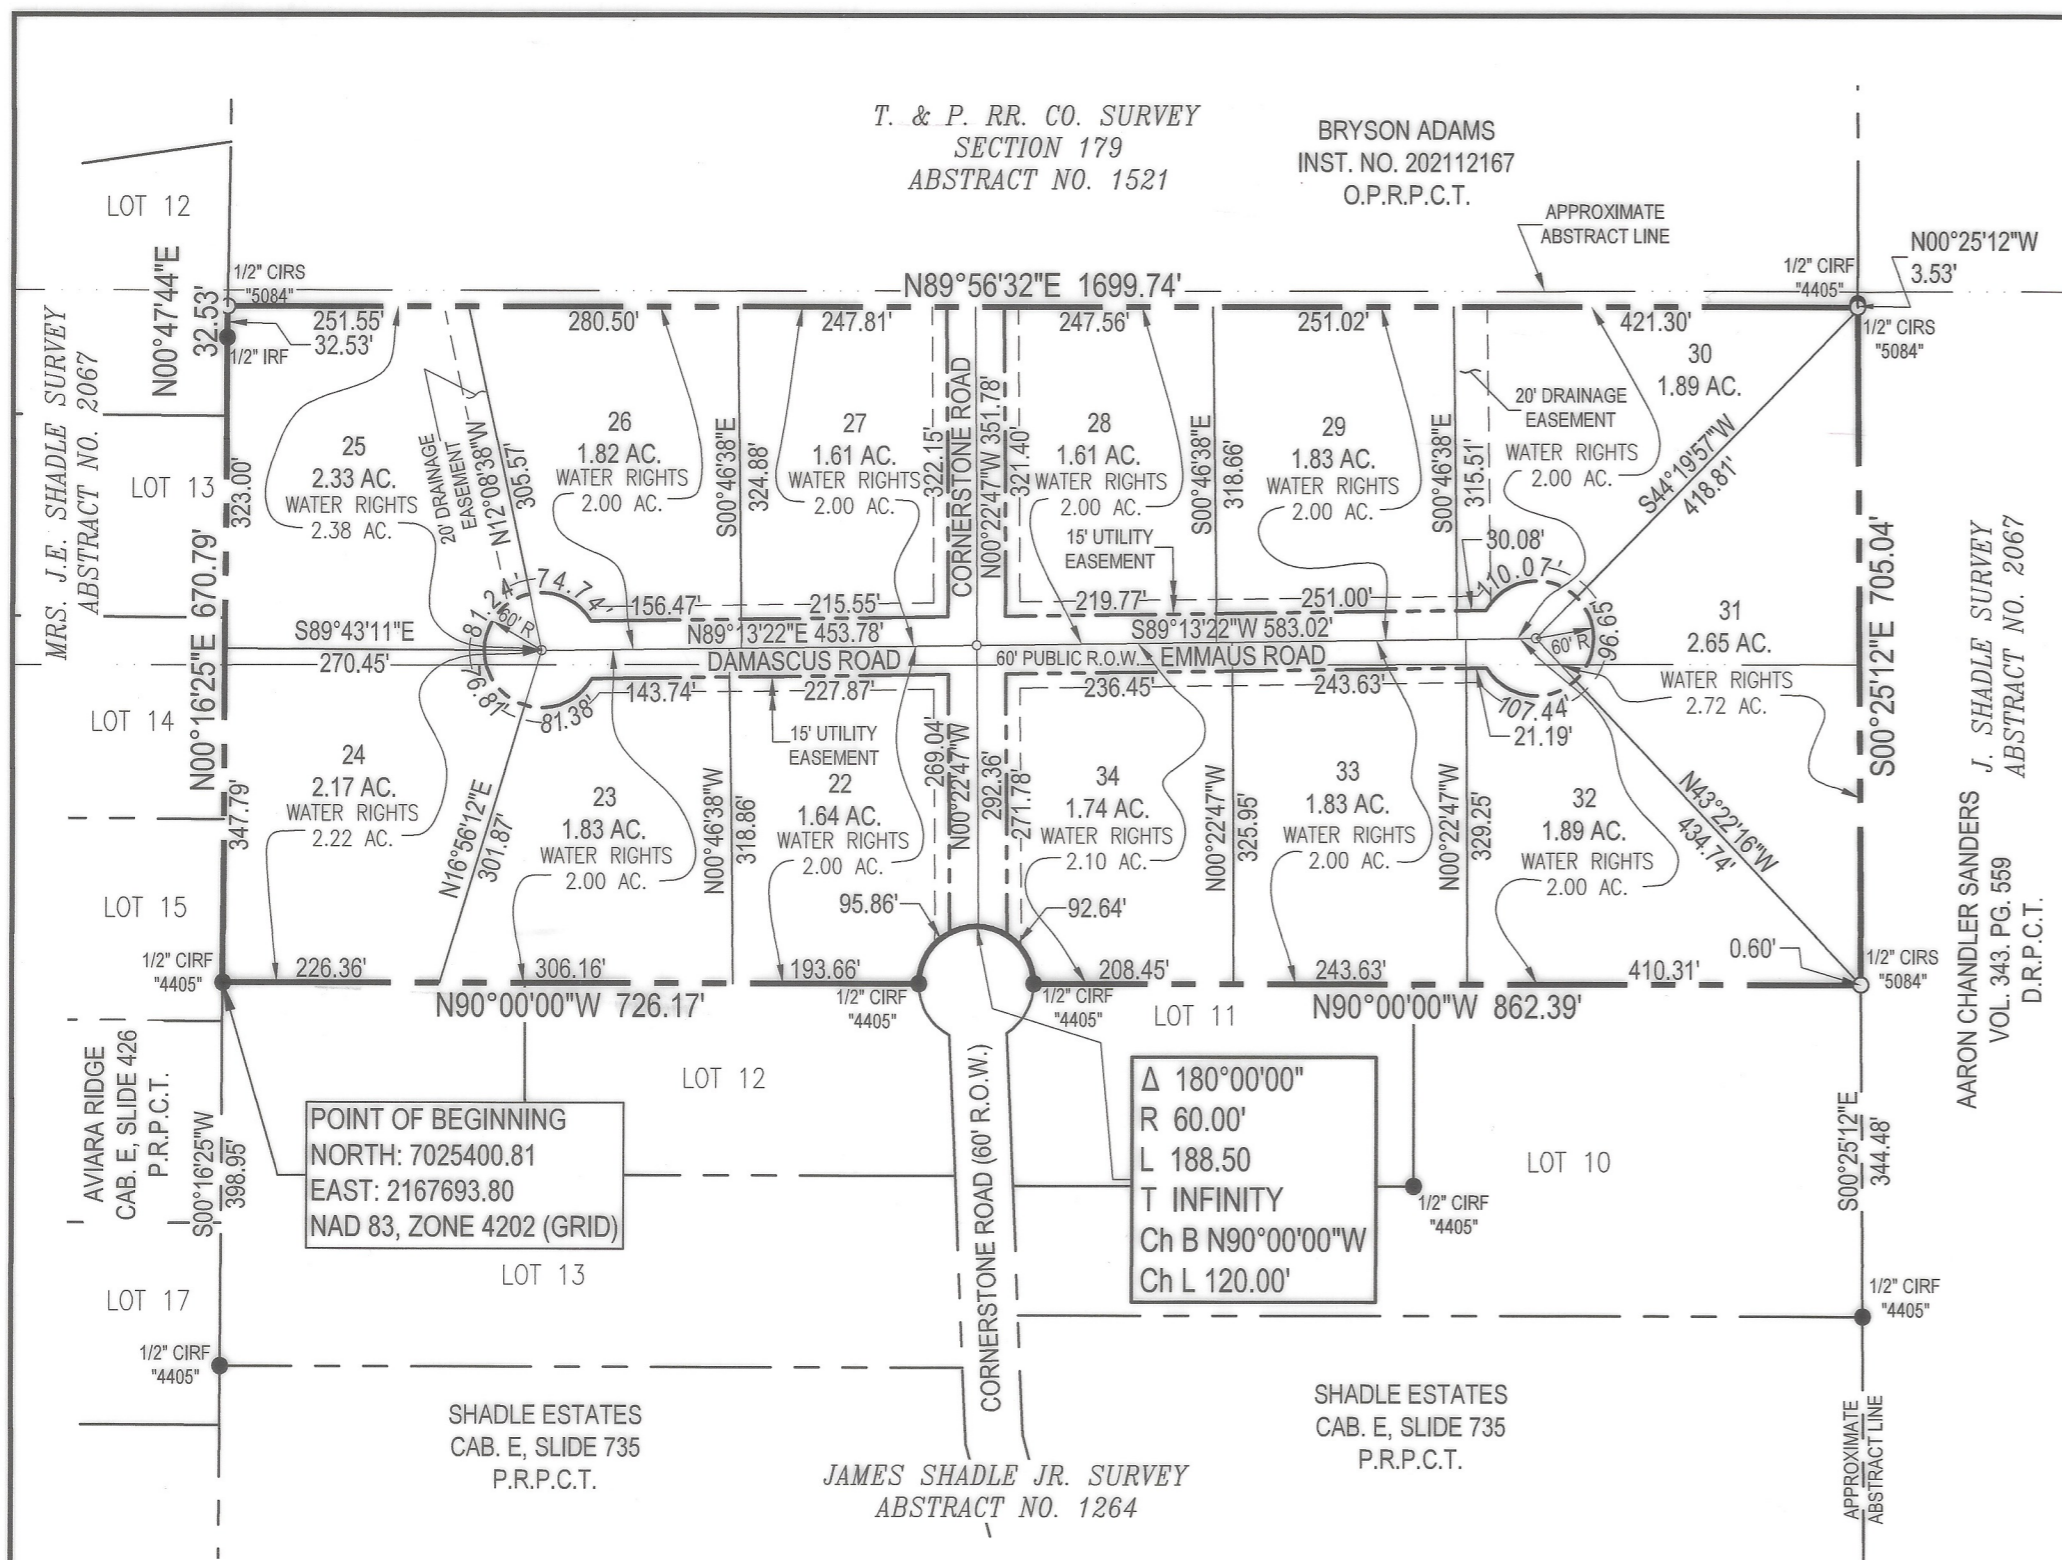 T. & P. RR. CO. SURVEY
SECTION 179
ABSTRACT NO. 1521
BRYSON ADAMS
INST. NO. 202112167
O.P.R.P.C.T.
APPROXIMATE
ABSTRACT LINE
N00°25'12"W
3.53'
LOT 12
N00°47'44"E
32.53'
1/2" CIRS
"5084"
N89°56'32"E 1699.74'
1/2" CIRF
"4405"
1/2" CIRS
"5084"
251.55'
32.53'
1/2" IRF
280.50'
247.81'
247.56'
251.02'
421.30'
MRS. J.E. SHADLE SURVEY
ABSTRACT NO. 2067
LOT 13
323.00'
25
2.33 AC.
WATER RIGHTS
2.38 AC.
20' DRAINAGE
EASEMENT
N12°08'38"W
305.57'
26
1.82 AC.
WATER RIGHTS
2.00 AC.
S00°46'38"E
324.88'
27
1.61 AC.
WATER RIGHTS
2.00 AC.
322.15'
CORNERSTONE ROAD
N00°22'47"W 351.78'
321.40'
28
1.61 AC.
WATER RIGHTS
2.00 AC.
15' UTILITY
EASEMENT
S00°46'38"E
318.66'
29
1.83 AC.
WATER RIGHTS
2.00 AC.
S00°46'38"E
315.51'
20' DRAINAGE
EASEMENT
30
1.89 AC.
WATER RIGHTS
2.00 AC.
S44°19'57"W
418.81'
30.08'
110.07'
N00°16'25"E 670.79'
S89°43'11"E
270.45'
81.24'
74.74'
60' R
156.47'
215.55'
N89°13'22"E 453.78'
DAMASCUS ROAD
143.74'
227.87'
79.87'
81.38'
219.77'
251.00'
S89°13'22"W 583.02'
60' PUBLIC R.O.W.
EMMAUS ROAD
236.45'
243.63'
60' R
96.65'
107.44'
21.19'
31
2.65 AC.
WATER RIGHTS
2.72 AC.
S00°25'12"E 705.04'
J. SHADLE SURVEY
ABSTRACT NO. 2067
LOT 14
347.79'
24
2.17 AC.
WATER RIGHTS
2.22 AC.
N16°56'12"E
301.87'
23
1.83 AC.
WATER RIGHTS
2.00 AC.
N00°46'38"W
318.86'
15' UTILITY
EASEMENT
22
1.64 AC.
WATER RIGHTS
2.00 AC.
269.04'
N00°22'47"W
292.36'
271.78'
34
1.74 AC.
WATER RIGHTS
2.10 AC.
N00°22'47"W
325.95'
33
1.83 AC.
WATER RIGHTS
2.00 AC.
N00°22'47"W
329.25'
32
1.89 AC.
WATER RIGHTS
2.00 AC.
N43°22'16"W
434.74'
AARON CHANDLER SANDERS
VOL. 343. PG. 559
D.R.P.C.T.
LOT 15
95.86'
92.64'
0.60'
1/2" CIRF
"4405"
226.36'
306.16'
193.66'
208.45'
243.63'
410.31'
1/2" CIRS
"5084"
N90°00'00"W 726.17'
1/2" CIRF
"4405"
1/2" CIRF
"4405"
LOT 11
N90°00'00"W 862.39'
AVIARA RIDGE
CAB. E, SLIDE 426
P.R.P.C.T.
S00°16'25"W
398.95'
LOT 12
POINT OF BEGINNING
NORTH: 7025400.81
EAST: 2167693.80
NAD 83, ZONE 4202 (GRID)
LOT 13
CORNERSTONE ROAD (60' R.O.W.)
Δ 180°00'00"
R 60.00'
L 188.50
T INFINITY
Ch B N90°00'00"W
Ch L 120.00'
LOT 10
1/2" CIRF
"4405"
S00°25'12"E
344.48'
LOT 17
1/2" CIRF
"4405"
1/2" CIRF
"4405"
SHADLE ESTATES
CAB. E, SLIDE 735
P.R.P.C.T.
SHADLE ESTATES
CAB. E, SLIDE 735
P.R.P.C.T.
JAMES SHADLE JR. SURVEY
ABSTRACT NO. 1264
APPROXIMATE
ABSTRACT LINE